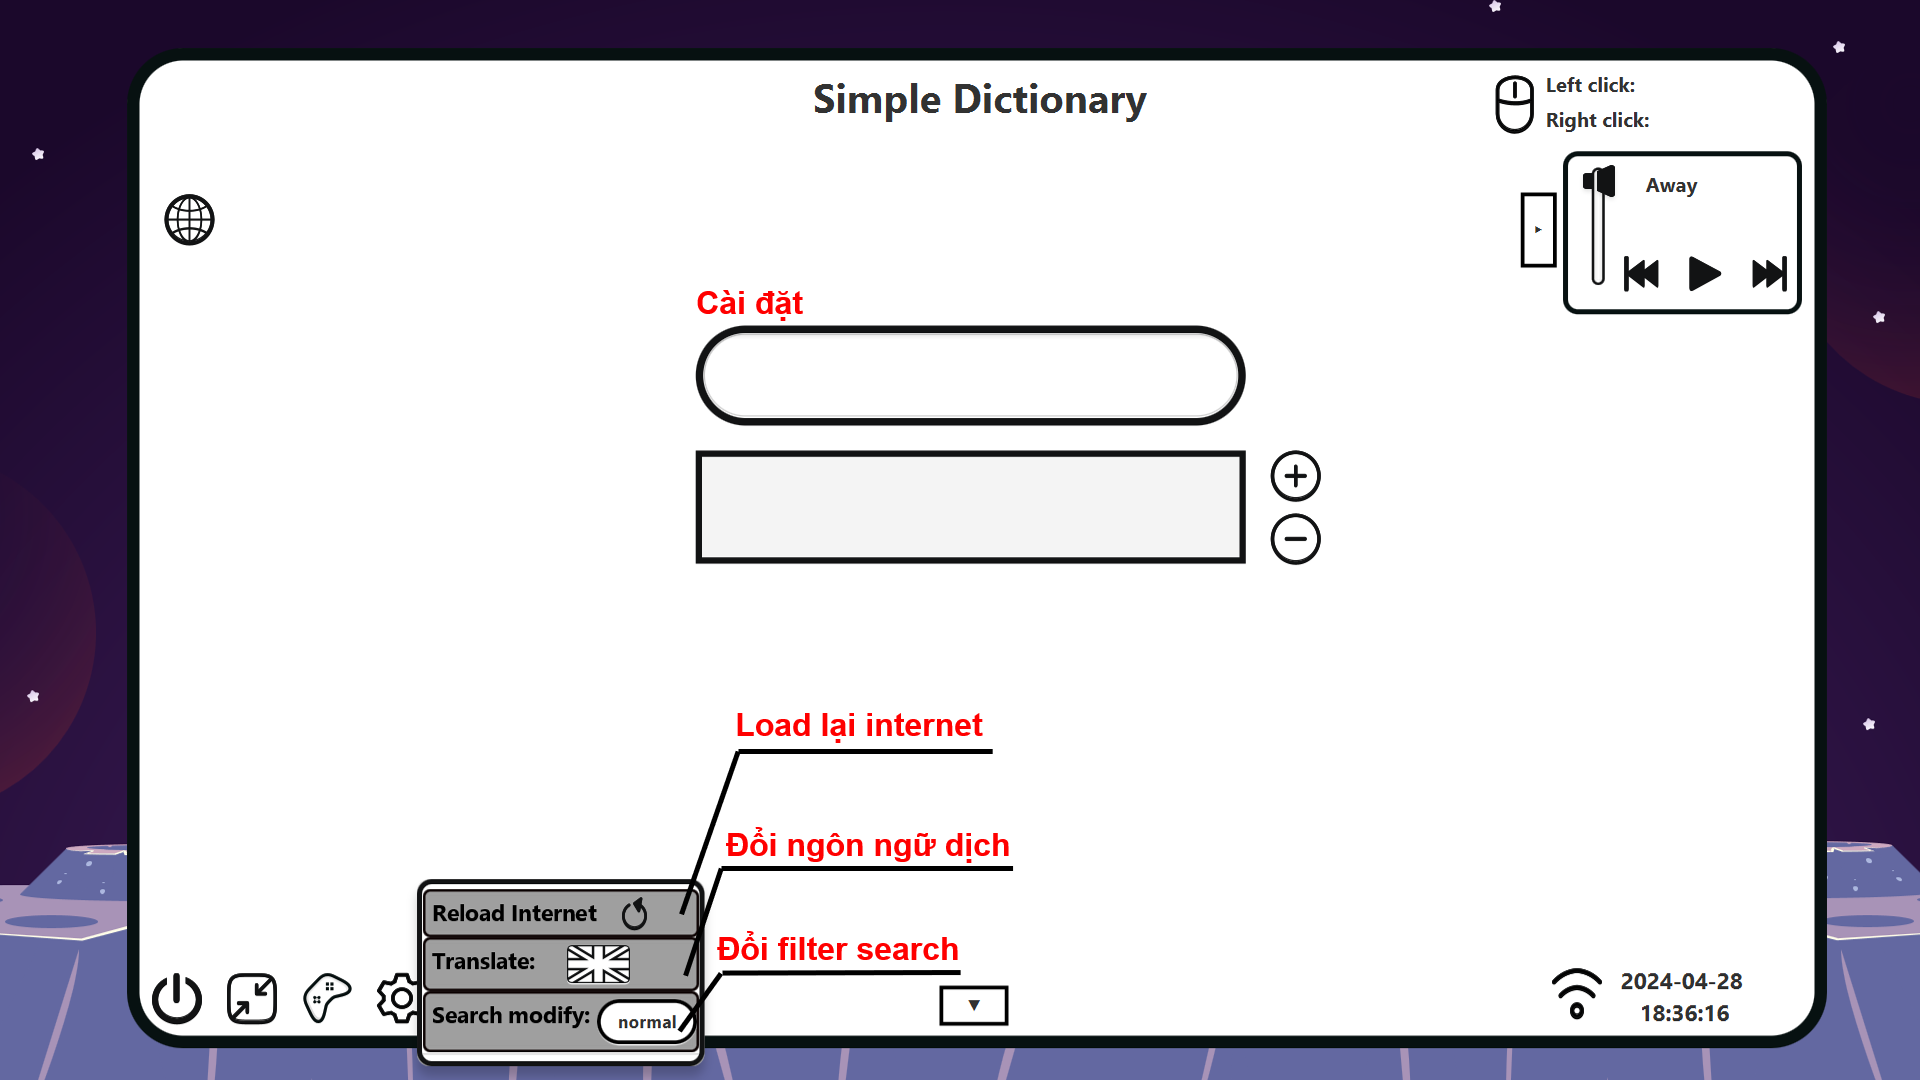 Simple Dictionary
Left click:
Right click:
Away
Cài đặt
Load lại internet
Đổi ngôn ngữ dịch
Đổi filter search
Reload Internet
Translate:
Search modify:
normal
2024-04-28
18:36:16